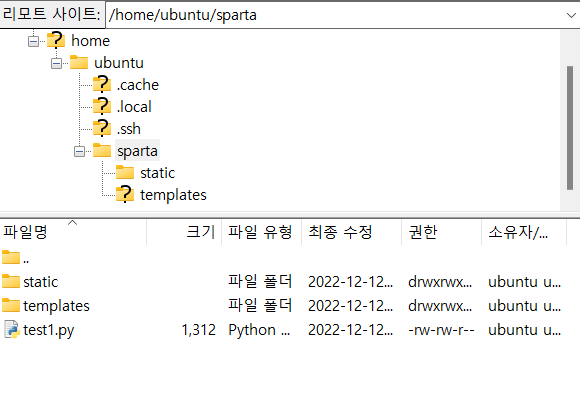 리모트 사이트: /home/ubuntu/sparta
home
ubuntu
.cache
.local
.ssh
sparta
static
templates
파일명 크기 파일 유형 최종 수정 권한 소유자/...
..
static 파일 폴더 2022-12-12... drwxrwx... ubuntu u...
templates 파일 폴더 2022-12-12... drwxrwx... ubuntu u...
test1.py 1,312 Python ... 2022-12-12... -rw-rw-r-- ubuntu u...